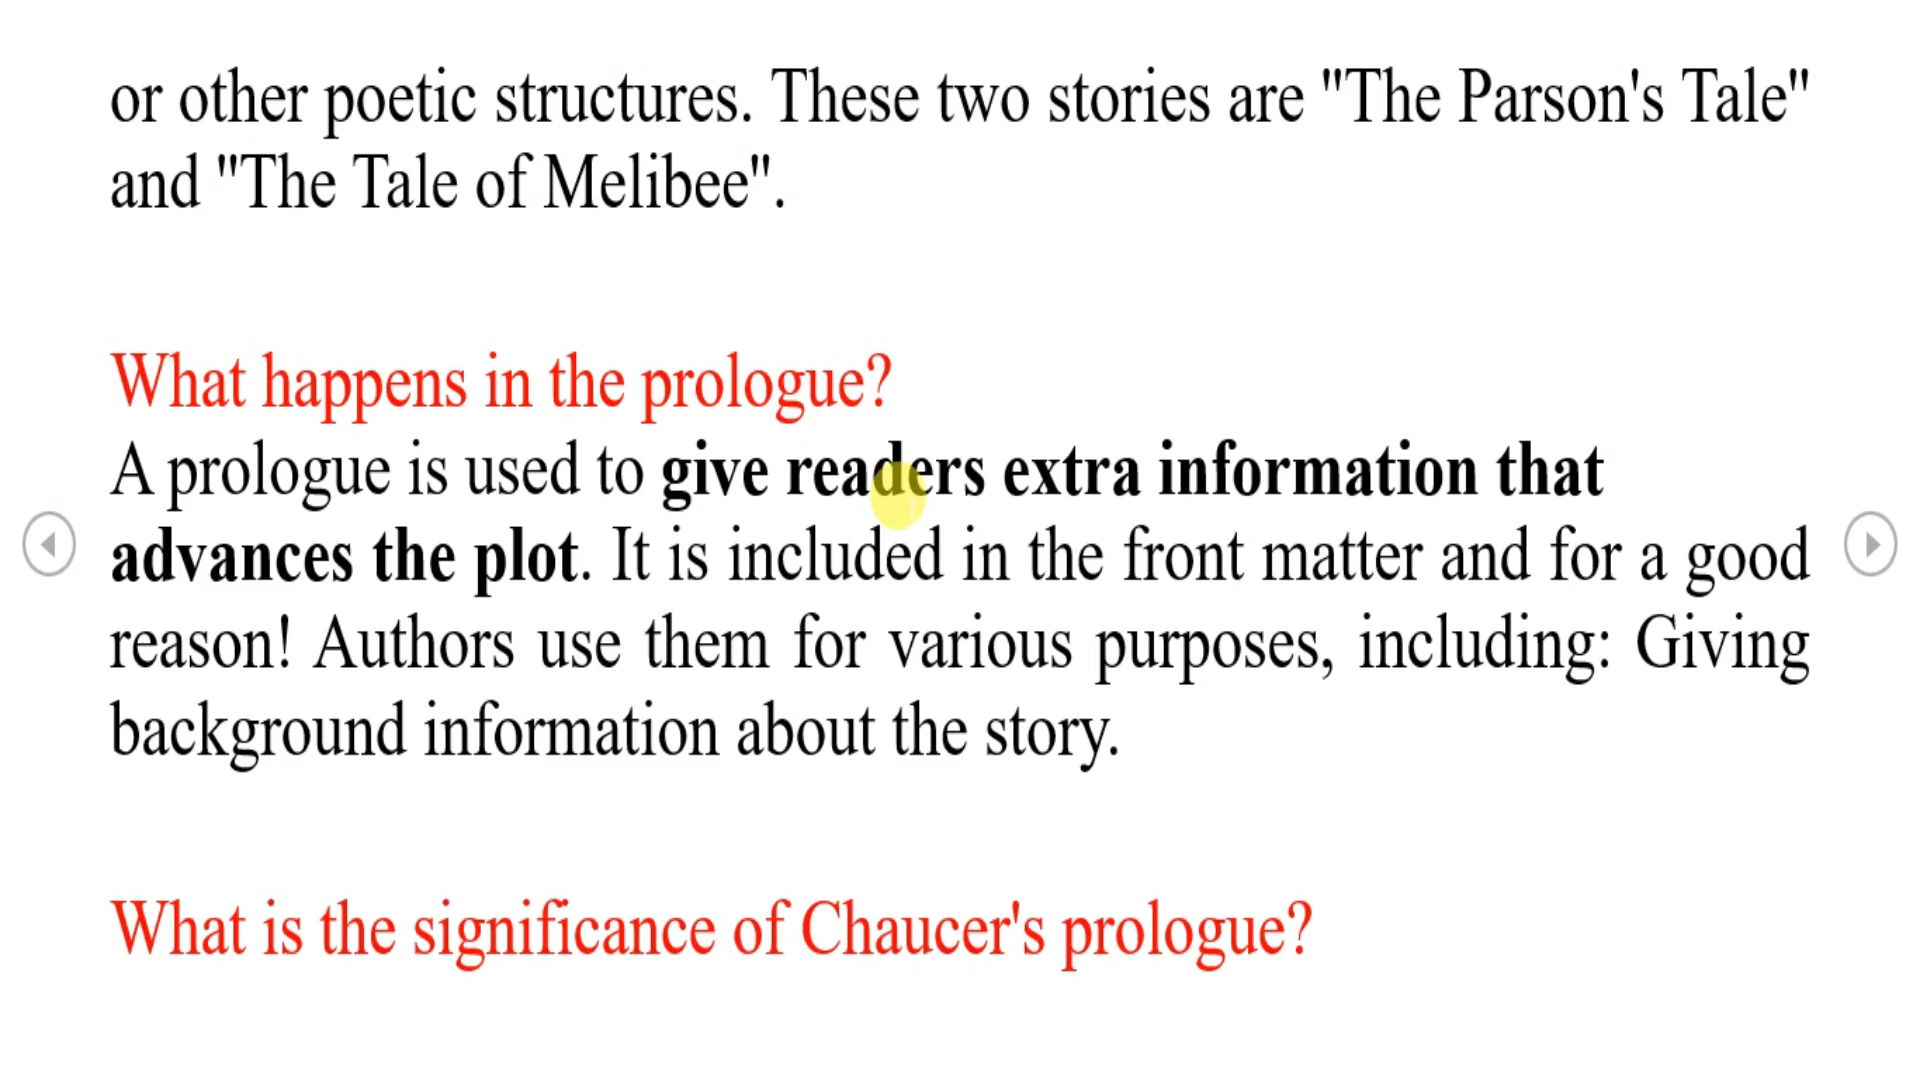 or other poetic structures. These two stories are "The Parson's Tale"
and "The Tale of Melibee".
What happens in the prologue?
A prologue is used to give readers extra information that
advances the plot. It is included in the front matter and for a good
reason! Authors use them for various purposes, including: Giving
background information about the story.
What is the significance of Chaucer's prologue?